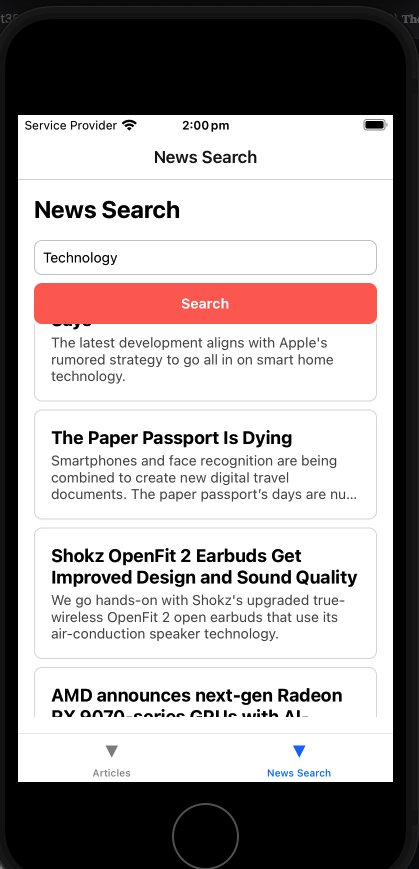 Service Provider 2:00 pm
News Search
News Search
Technology
Search
The latest development aligns with Apple's
rumored strategy to go all in on smart home
technology.
The Paper Passport Is Dying
Smartphones and face recognition are being
combined to create new digital travel
documents. The paper passport’s days are nu...
Shokz OpenFit 2 Earbuds Get
Improved Design and Sound Quality
We go hands-on with Shokz's upgraded true-
wireless OpenFit 2 open earbuds that use its
air-conduction speaker technology.
AMD announces next-gen Radeon
RX 9070-series GPUs with AI-
Articles
News Search